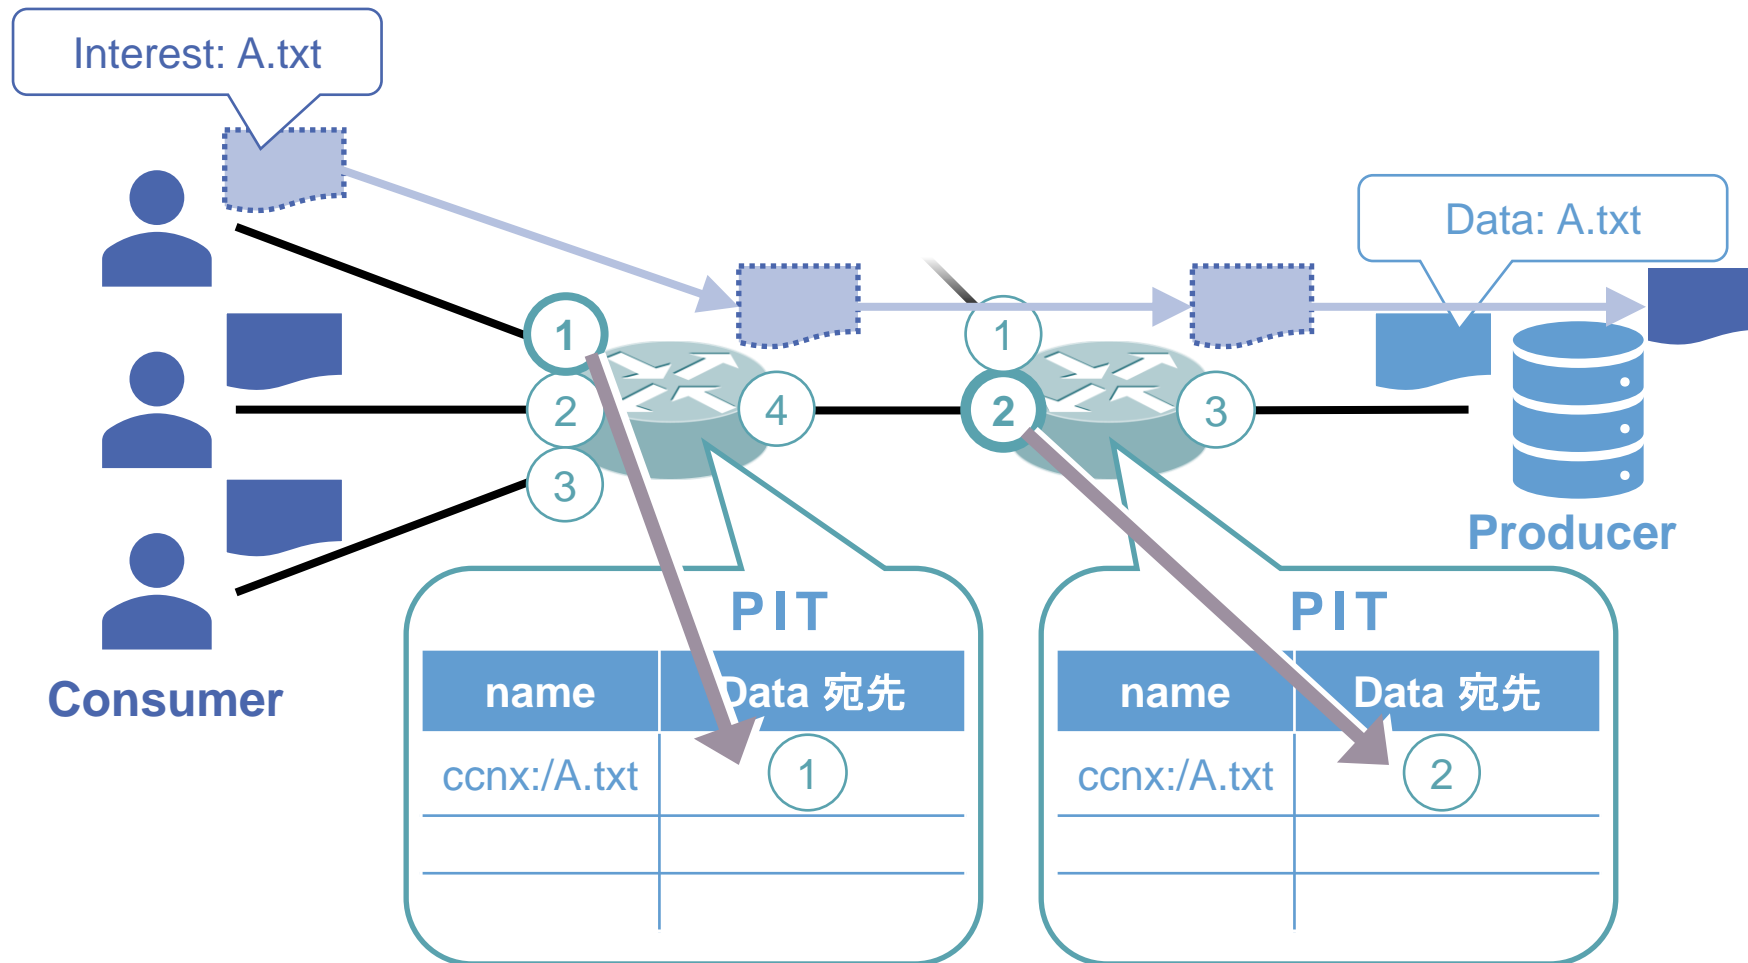 Interest: A.txt
Data: A.txt
1
1
2
4
2
3
3
Producer
Consumer
PIT
name
Data 宛先
ccnx:/A.txt
1
PIT
name
Data 宛先
ccnx:/A.txt
2